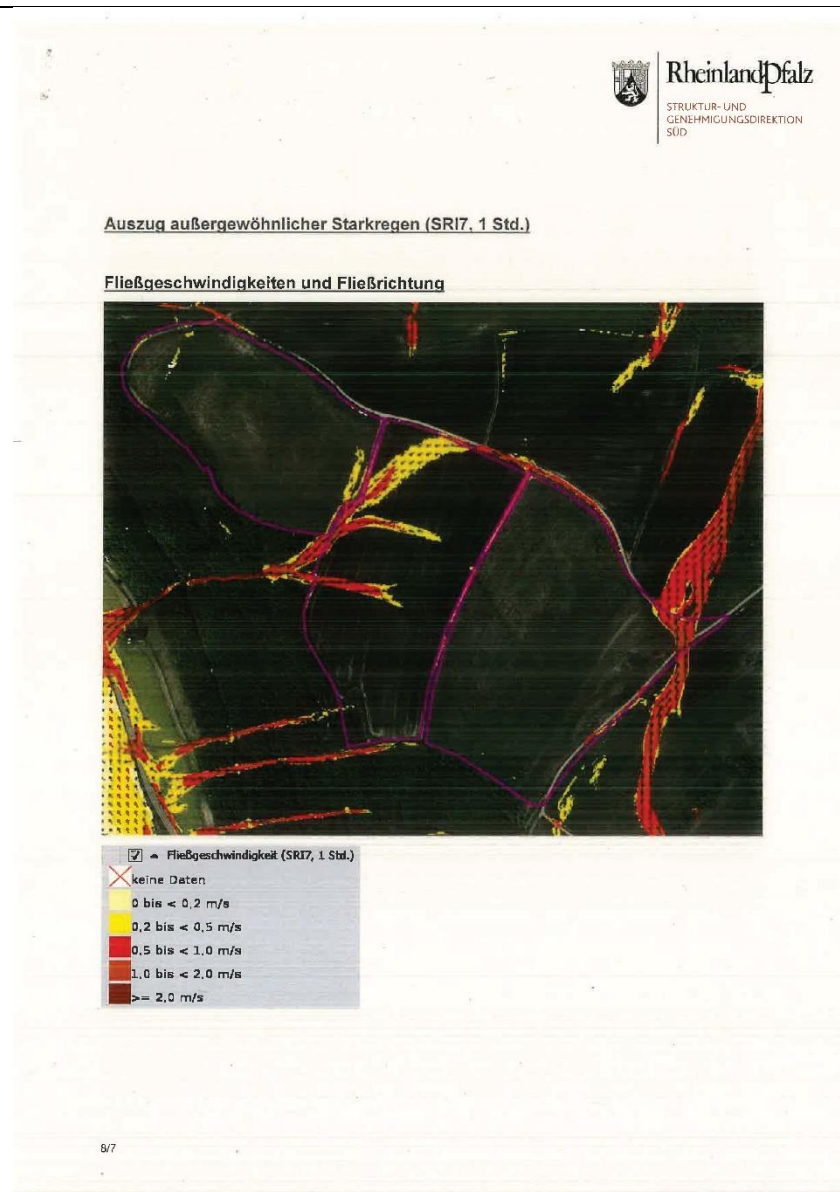 RheinlandPfalz
STRUKTUR- UND
GENEHMIGUNGSDIREKTION
SÜD
Auszug außergewöhnlicher Starkregen (SRI7, 1 Std.)
Fließgeschwindigkeiten und Fließrichtung
Fließgeschwindigkeit (SRI7, 1 Std.)
keine Daten
0 bis < 0,2 m/s
0,2 bis < 0,5 m/s
0,5 bis < 1,0 m/s
1,0 bis < 2,0 m/s
>= 2,0 m/s
8/7